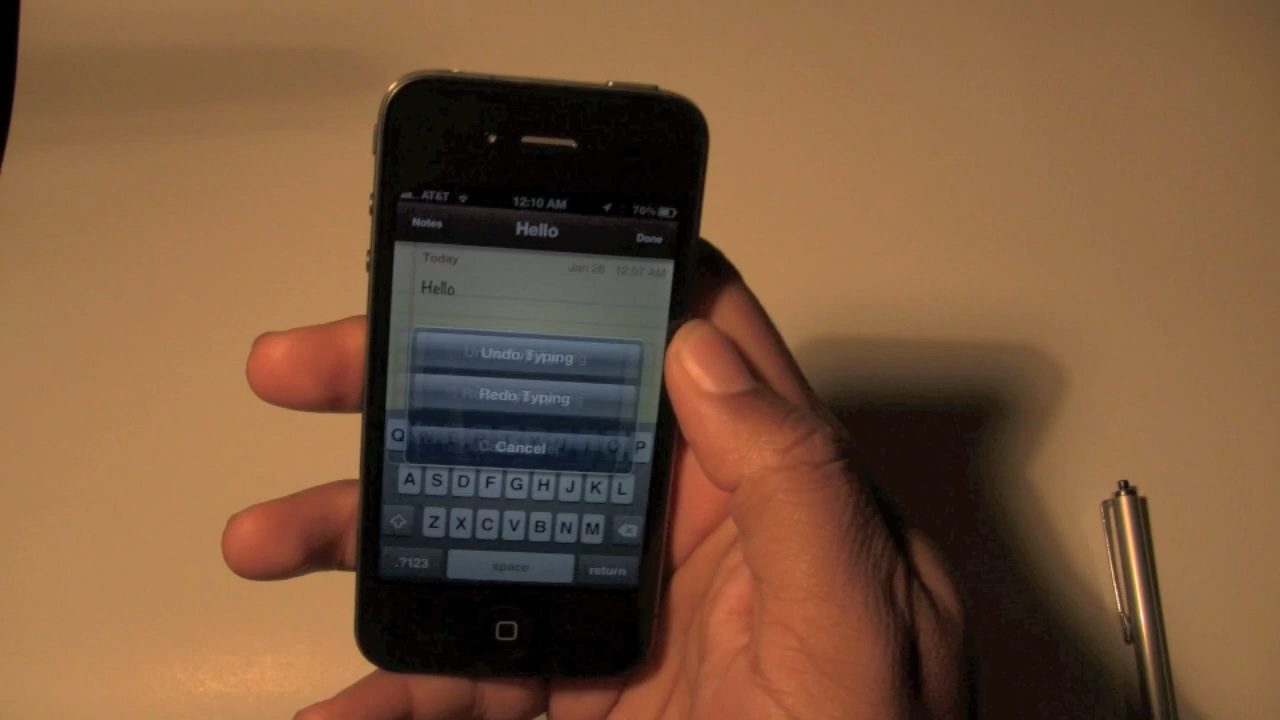 AT&T 12:10 AM 76%
Notes Hello Done
Today Jan 26 12:07 AM
Hello
Undo Typing
Redo Typing
Cancel
Q O P
A S D F G H J K L
Z X C V B N M
.?123 space return